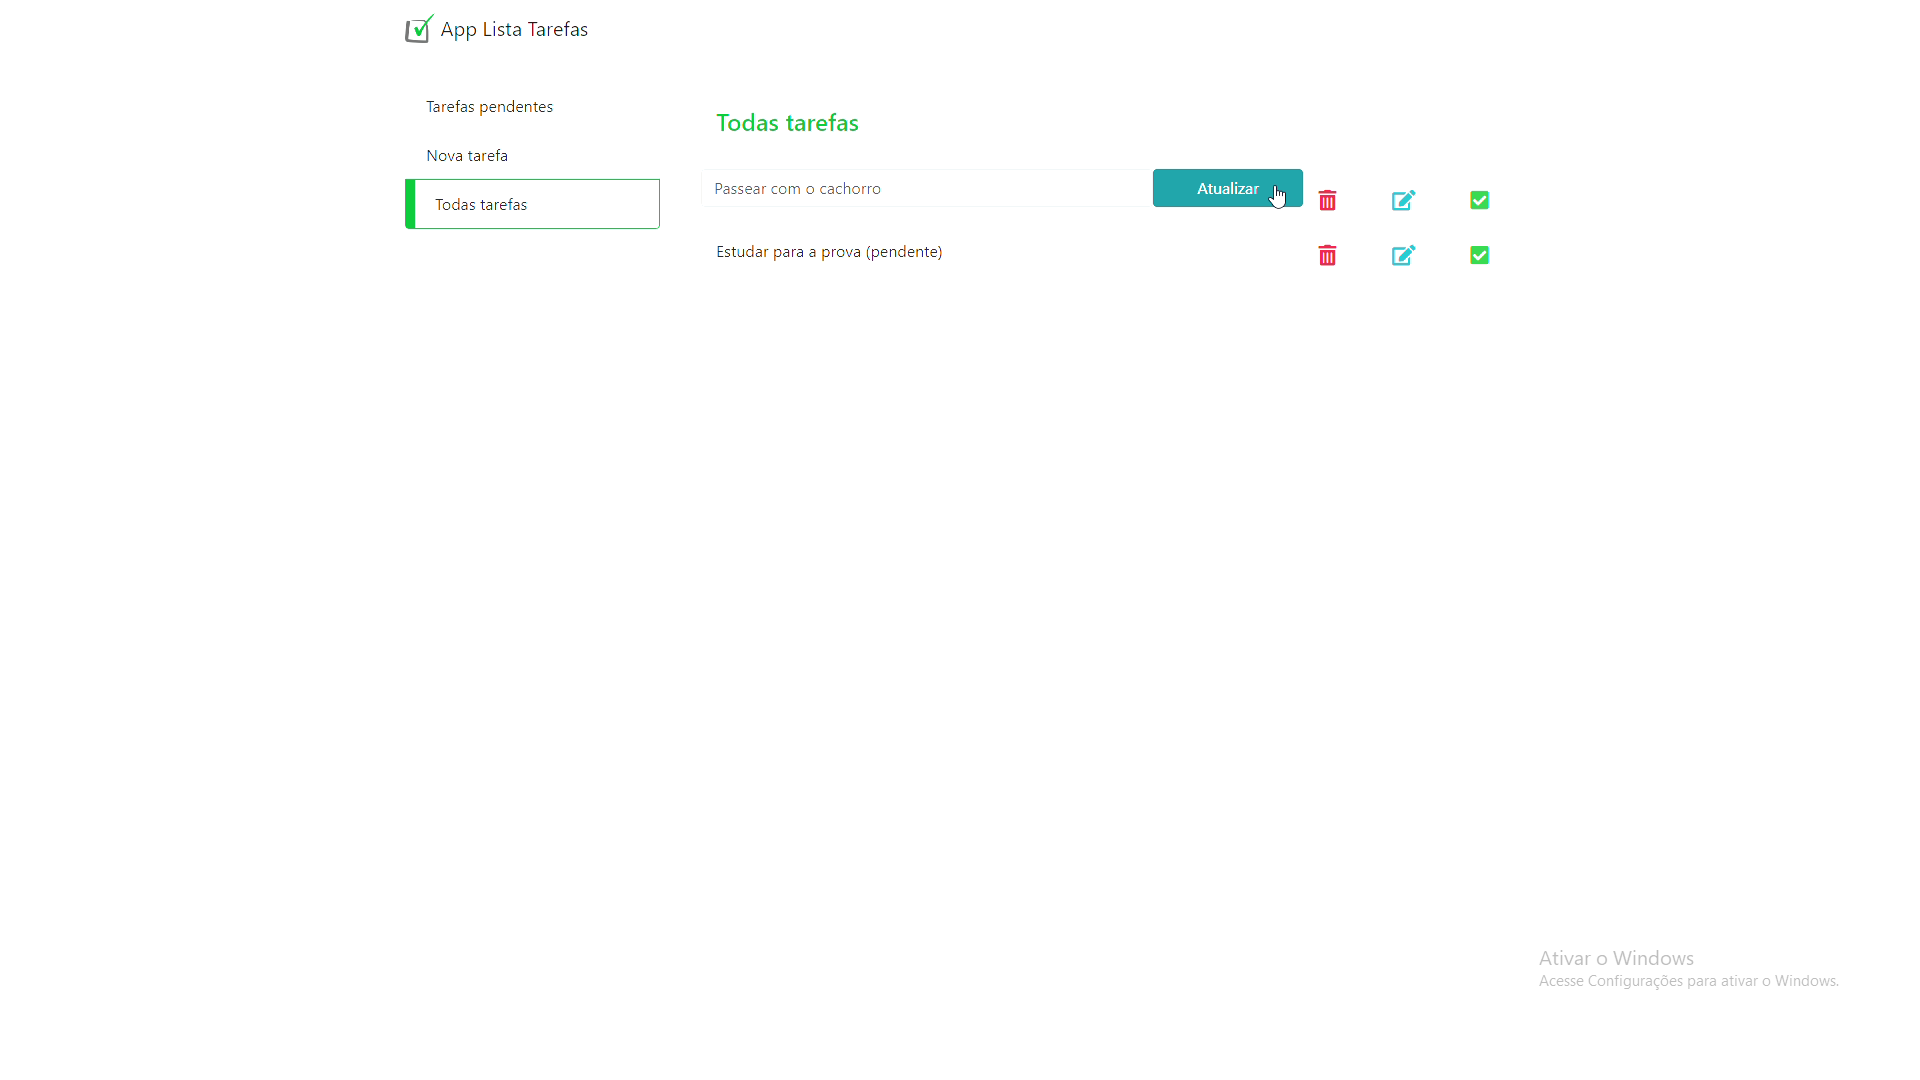 App Lista Tarefas
Tarefas pendentes
Nova tarefa
Todas tarefas
Todas tarefas
Passear com o cachorro
Atualizar
Estudar para a prova (pendente)
Ativar o Windows
Acesse Configurações para ativar o Windows.